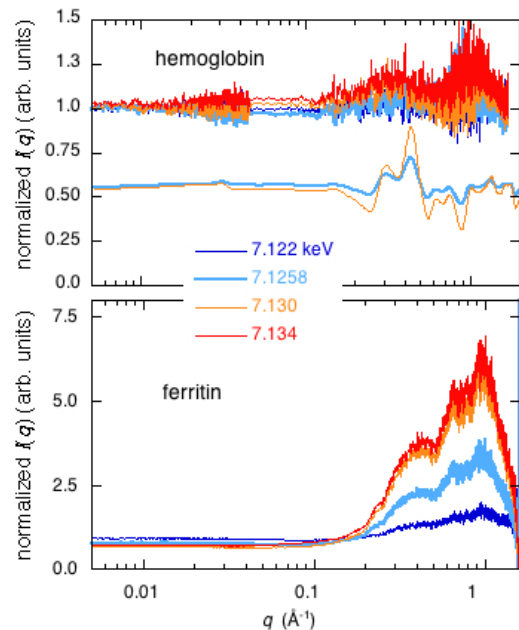 normalized I(q) (arb. units)
1.5
hemoglobin
1.0
0.75
0.50
0.25
0.0
7.122 keV
7.1258
7.130
7.134
normalized I(q) (arb. units)
7.5
ferritin
5.0
2.5
0.0
0.01
0.1
1
q (Å⁻¹)